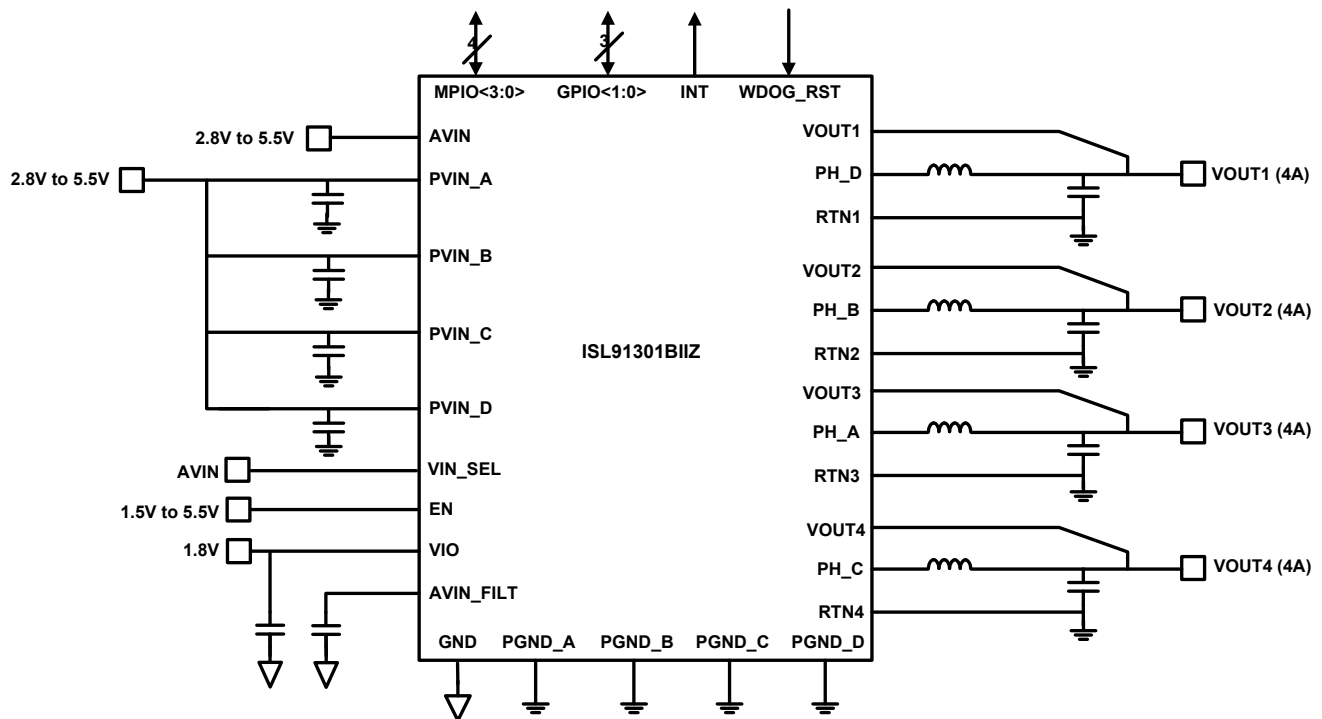 4
3
MPIO<3:0>
GPIO<1:0>
INT
WDOG_RST
2.8V to 5.5V
AVIN
2.8V to 5.5V
PVIN_A
PVIN_B
PVIN_C
PVIN_D
AVIN
VIN_SEL
1.5V to 5.5V
EN
1.8V
VIO
AVIN_FILT
ISL91301BIIZ
VOUT1
PH_D
VOUT1 (4A)
RTN1
VOUT2
PH_B
VOUT2 (4A)
RTN2
VOUT3
PH_A
VOUT3 (4A)
RTN3
VOUT4
PH_C
VOUT4 (4A)
RTN4
GND
PGND_A
PGND_B
PGND_C
PGND_D